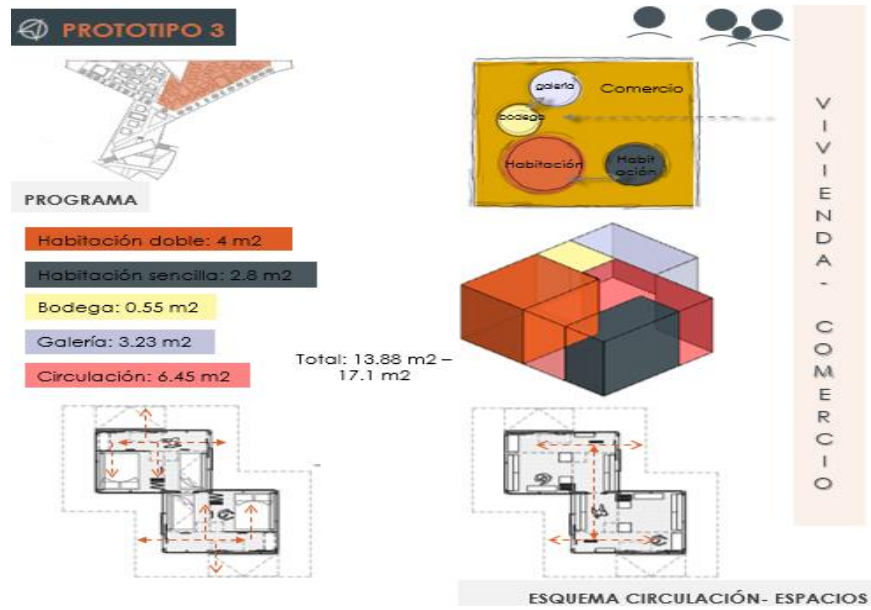 PROTOTIPO 3
galería
Comercio
bodega
Habitación
Habit
ación
PROGRAMA
Habitación doble: 4 m2
Habitación sencilla: 2.8 m2
Bodega: 0.55 m2
Galería: 3.23 m2
Circulación: 6.45 m2
Total: 13.88 m2 –
17.1 m2
VIVIENDA- COMERCIO
ESQUEMA CIRCULACIÓN- ESPACIOS